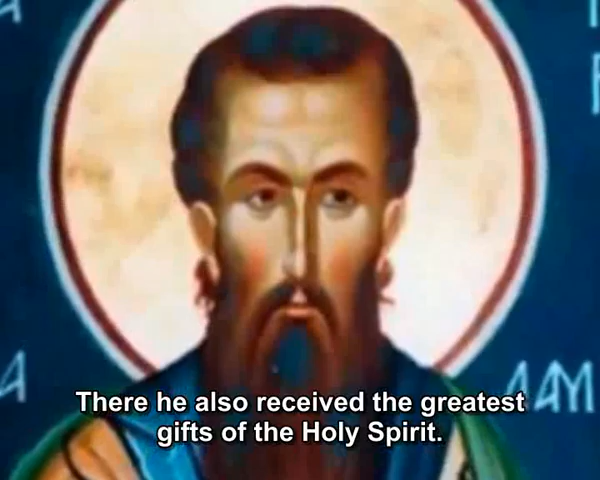 There he also received the greatest
gifts of the Holy Spirit.